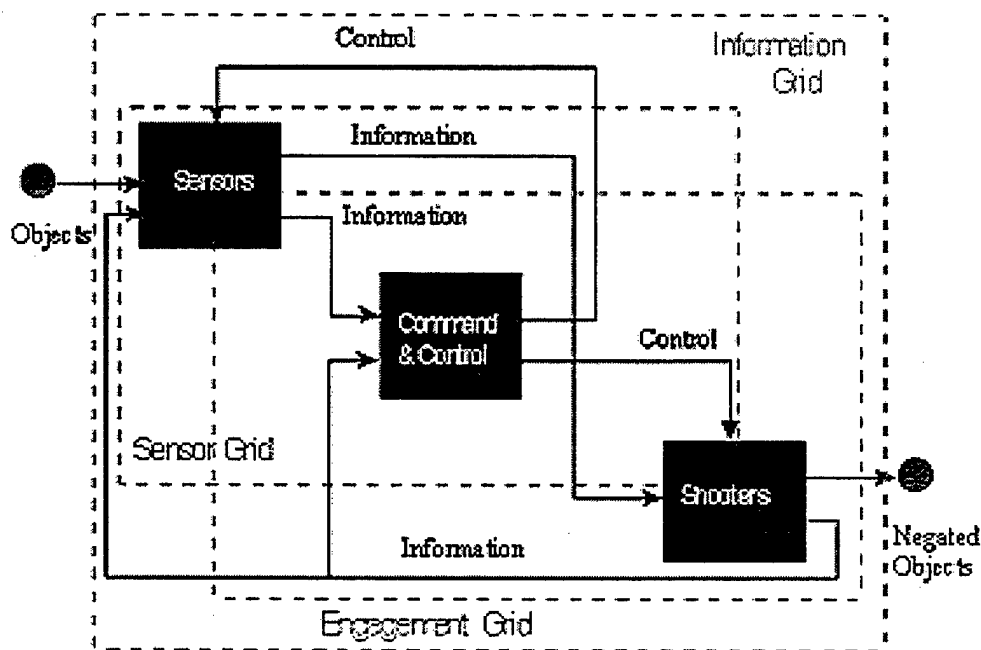 Control
Information
Grid
Information
Sensors
Objects
Information
Command
& Control
Control
Sensor Grid
Shooters
Information
Negated
Objects
Engagement Grid